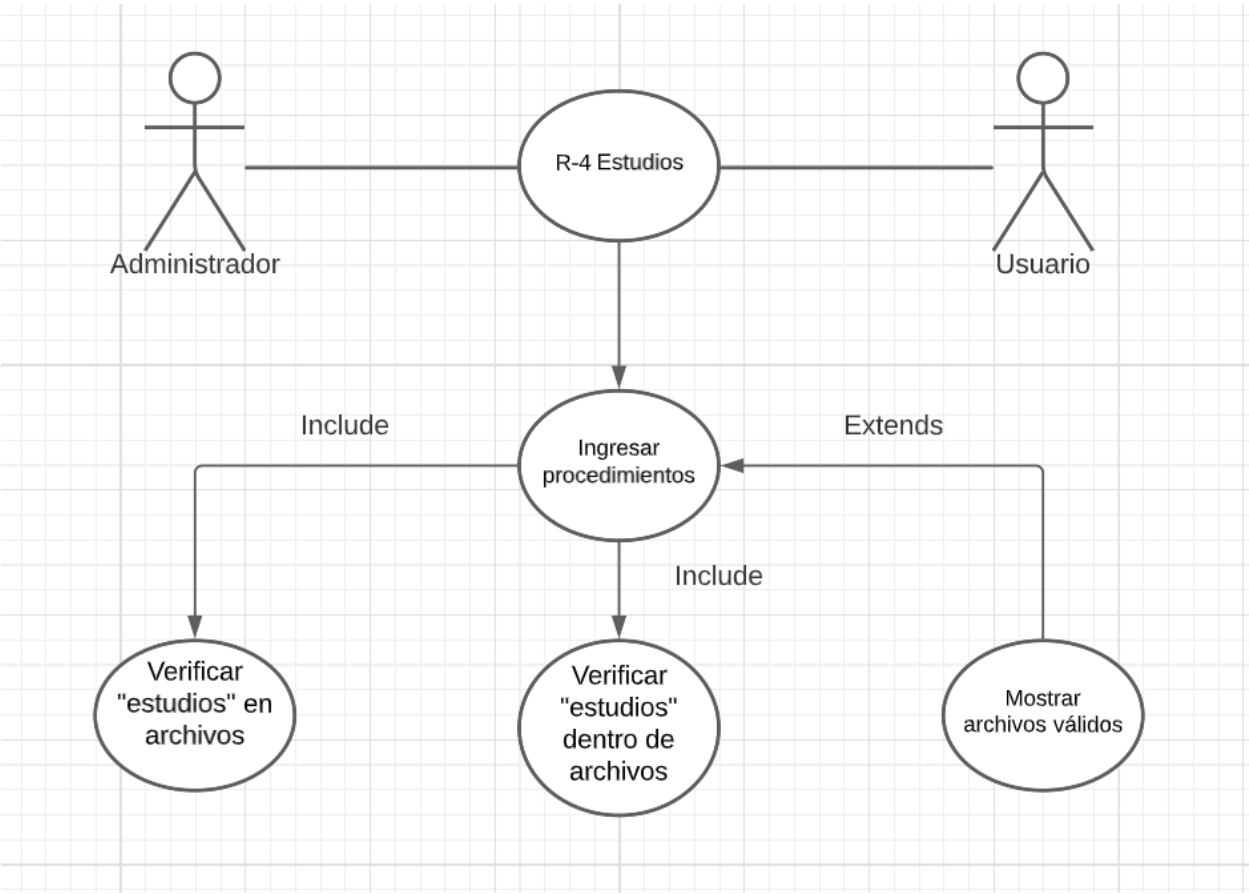 R-4 Estudios
Administrador
Usuario
Include
Extends
Ingresar
procedimientos
Include
Verificar
"estudios" en
archivos
Verificar
"estudios"
dentro de
archivos
Mostrar
archivos válidos